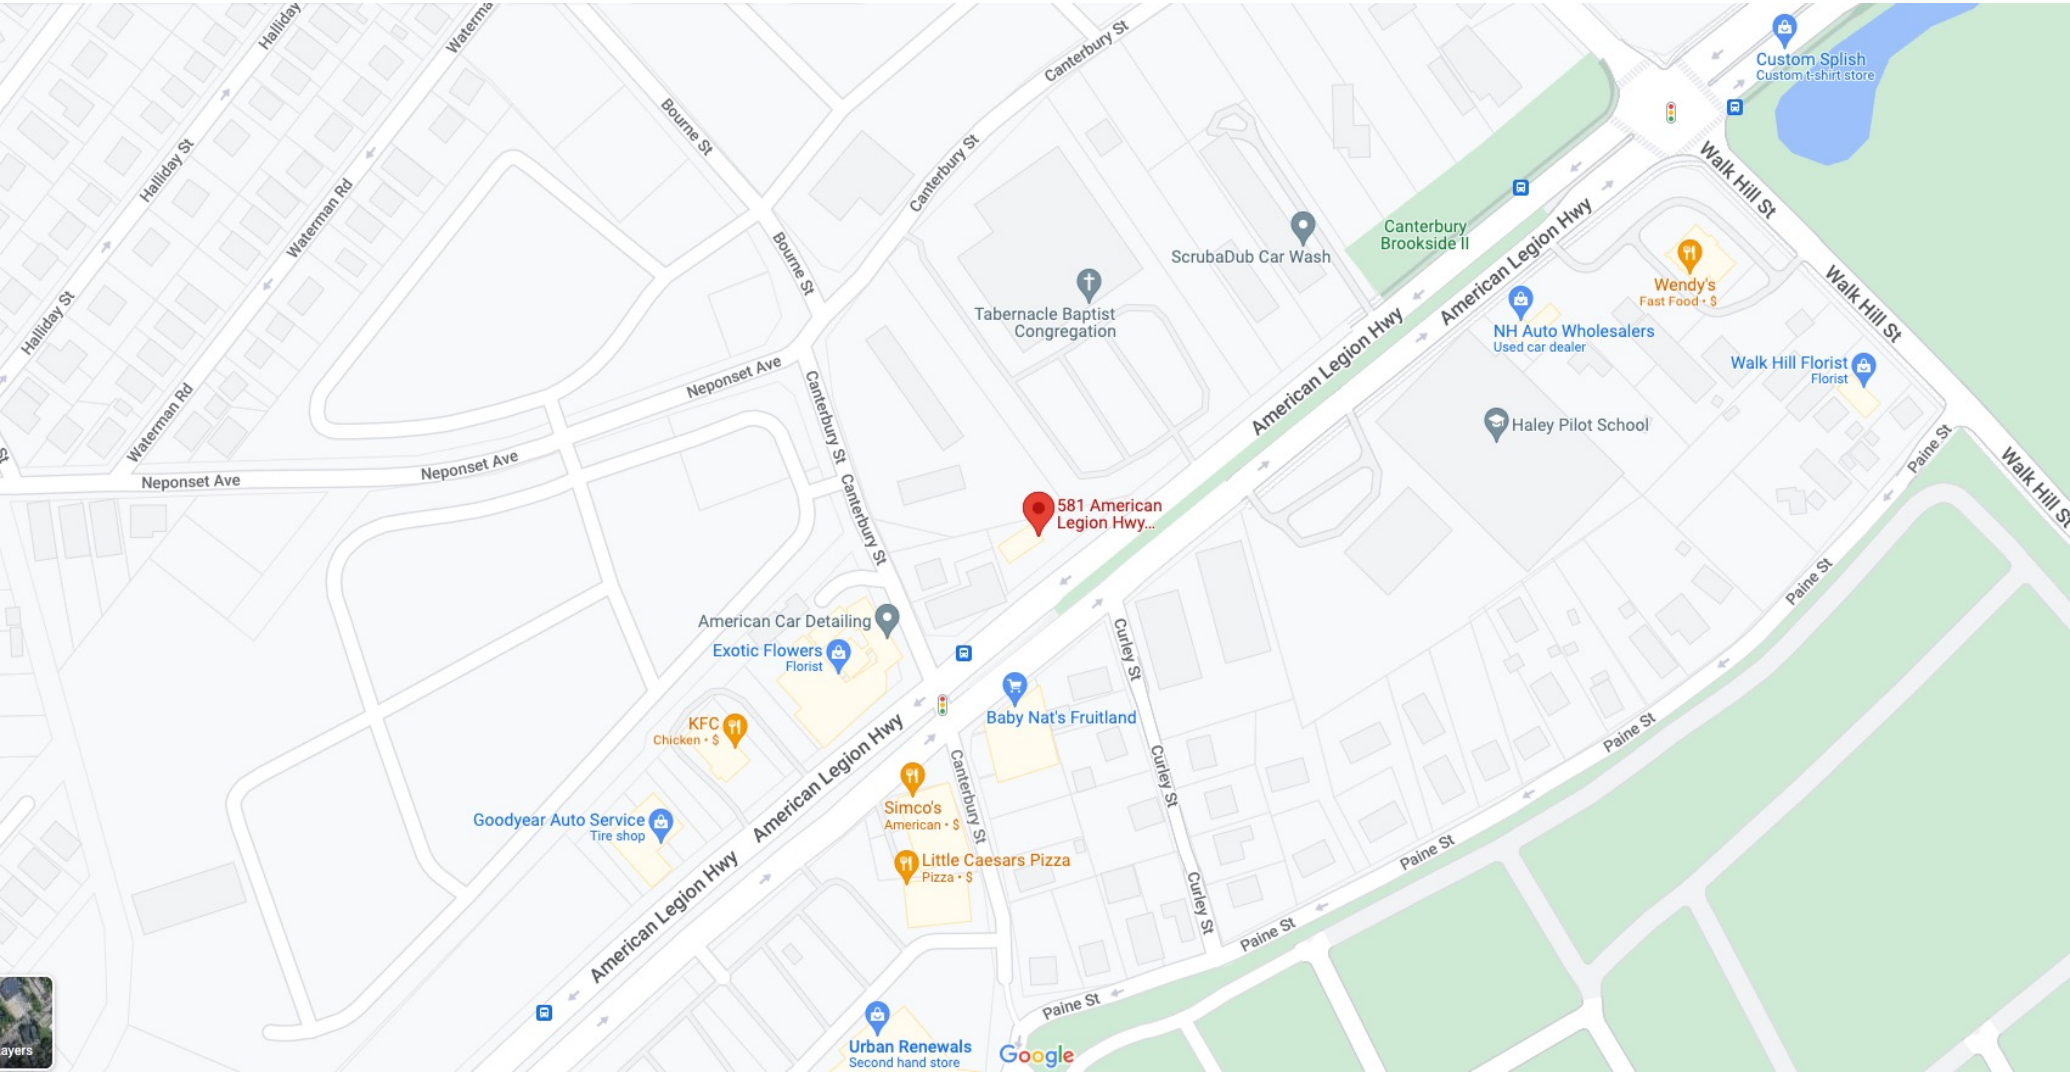 Halliday St
Waterma
Canterbury St
Custom Splish
Custom t-shirt store
Bourne St
Halliday St
Canterbury St
Walk Hill St
Waterman Rd
Canterbury
Brookside II
American Legion Hwy
ScrubaDub Car Wash
Bourne St
Wendy's
Fast Food • $
Walk Hill St
Tabernacle Baptist
Congregation
Halliday St
American Legion Hwy
NH Auto Wholesalers
Used car dealer
Walk Hill Florist
Florist
Neponset Ave
Canterbury St
Waterman Rd
Haley Pilot School
Paine St
St
Neponset Ave
Neponset Ave
Walk Hill St
Canterbury St
581 American
Legion Hwy...
Paine St
American Car Detailing
Exotic Flowers
Florist
Curley St
KFC
Chicken • $
Baby Nat's Fruitland
Paine St
American Legion Hwy
Curley St
Canterbury St
Simco's
American • $
Goodyear Auto Service
Tire shop
Little Caesars Pizza
Pizza • $
Paine St
American Legion Hwy
Curley St
Paine St
Paine St
ayers
Urban Renewals
Second hand store
Google